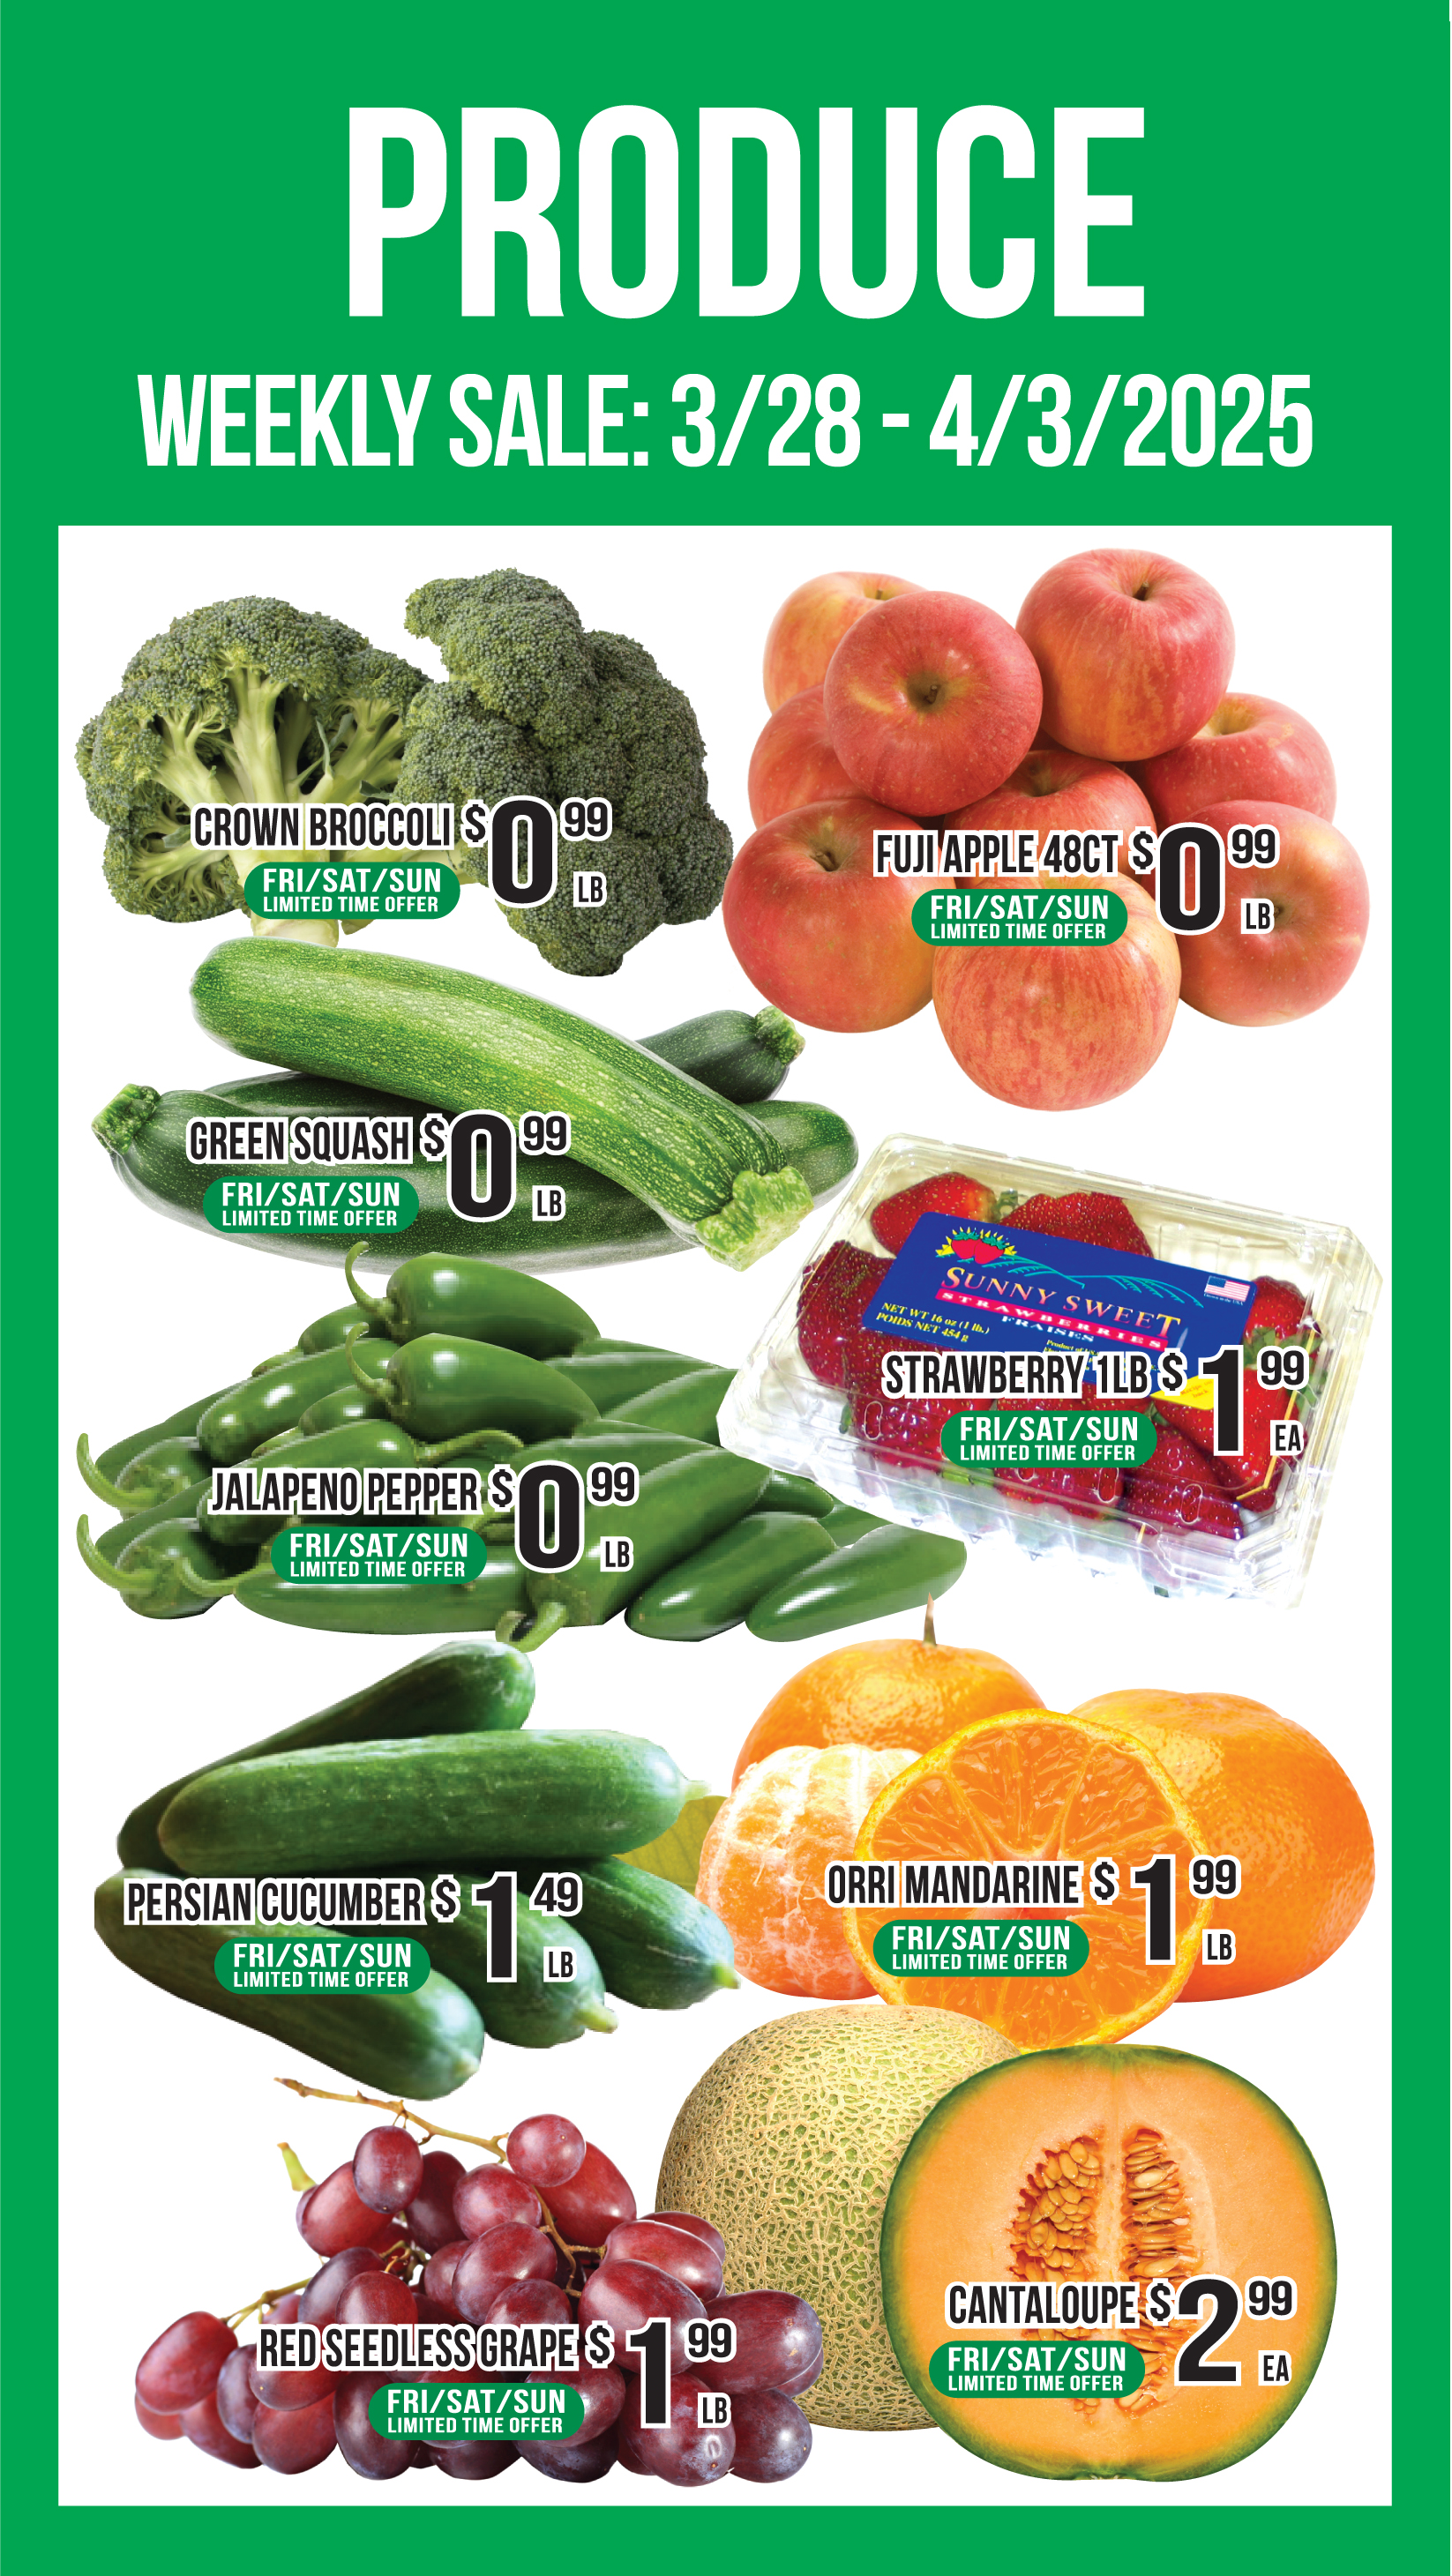 PRODUCE
WEEKLY SALE: 3/28 - 4/3/2025
CROWN BROCCOLI $0.99 LB
FRI/SAT/SUN
LIMITED TIME OFFER
FUJI APPLE 48CT $0.99 LB
FRI/SAT/SUN
LIMITED TIME OFFER
GREEN SQUASH $0 99 LB
FRI/SAT/SUN
LIMITED TIME OFFER
SUNNY SWEET
STRAWBERRIES
FRAISES
NET WT 16 oz (1 lb.)
POIDS NET 454 g
Product of
STRAWBERRY 1LB $1 99 EA
FRI/SAT/SUN
LIMITED TIME OFFER
JALAPENO PEPPER $0 99 LB
FRI/SAT/SUN
LIMITED TIME OFFER
PERSIAN CUCUMBER $1 49 LB
FRI/SAT/SUN
LIMITED TIME OFFER
ORRI MANDARINE $1 99 LB
FRI/SAT/SUN
LIMITED TIME OFFER
RED SEEDLESS GRAPE $1 99 LB
FRI/SAT/SUN
LIMITED TIME OFFER
CANTALOUPE $2 99 EA
FRI/SAT/SUN
LIMITED TIME OFFER